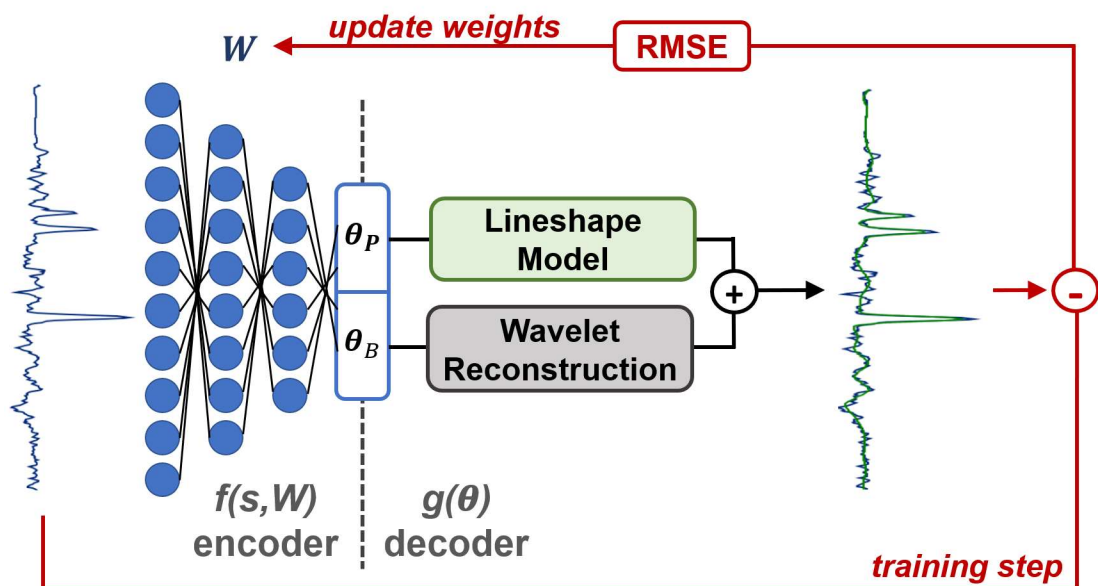 update weights
W
RMSE
θP
Lineshape
Model
+
-
θB
Wavelet
Reconstruction
f(s,W)
encoder
g(θ)
decoder
training step